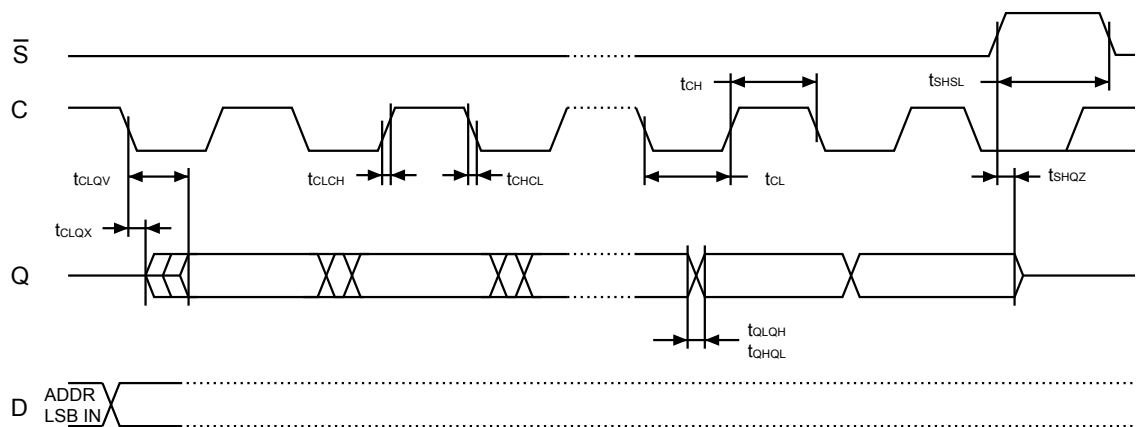 S̅
tCH
tSHSL
C
tCLQV
tCLCH
tCHCL
tCL
tSHQZ
tCLQX
Q
tQLQH
tQHQL
D
ADDR
LSB IN